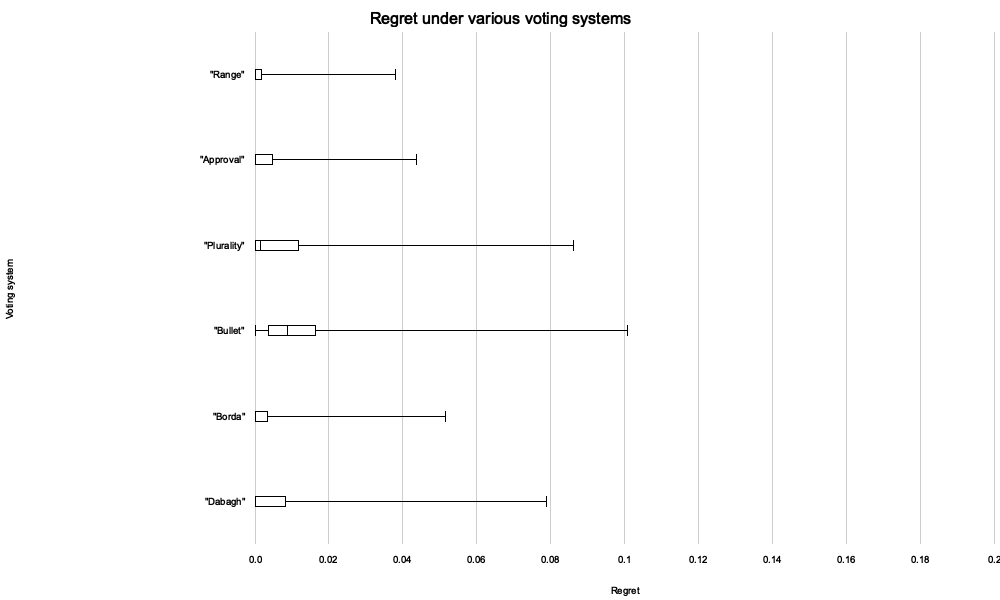 Regret under various voting systems
"Range"
"Approval"
"Plurality"
Voting system
"Bullet"
"Borda"
"Dabagh"
0.0 0.02 0.04 0.06 0.08 0.1 0.12 0.14 0.16 0.18 0.2
Regret